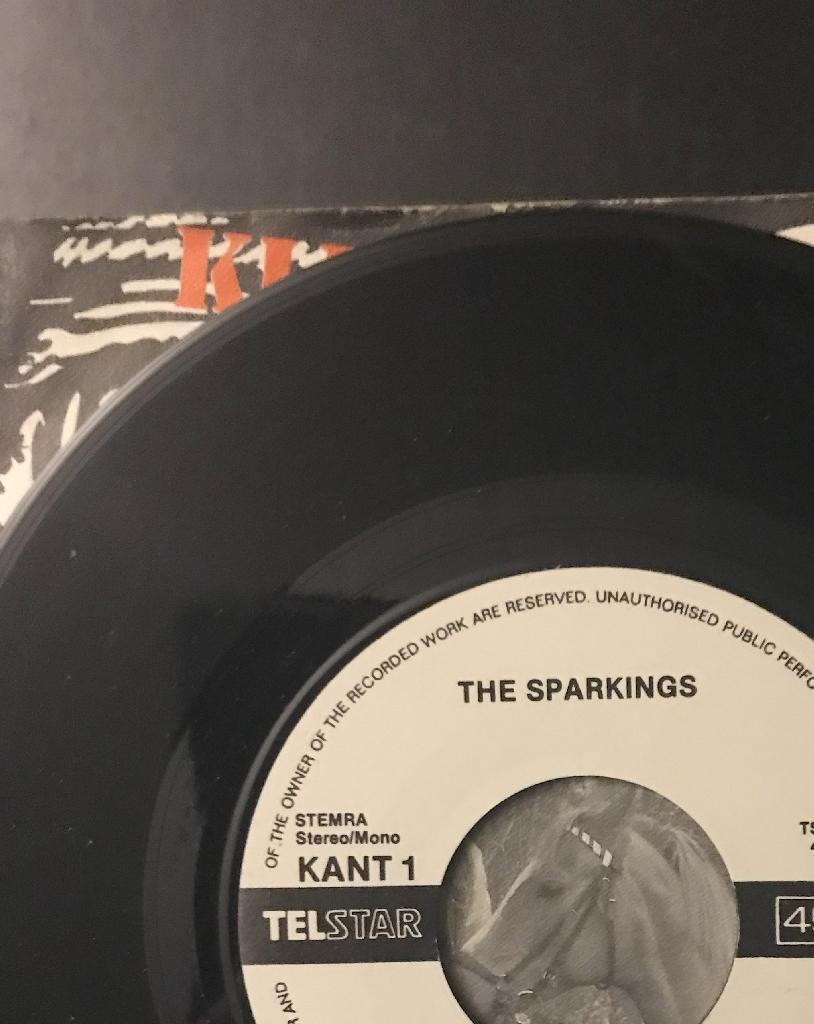 OF THE OWNER OF THE RECORDED WORK ARE RESERVED. UNAUTHORISED PUBLIC
THE SPARKINGS
STEMRA
Stereo/Mono
KANT 1
TELSTAR
AND